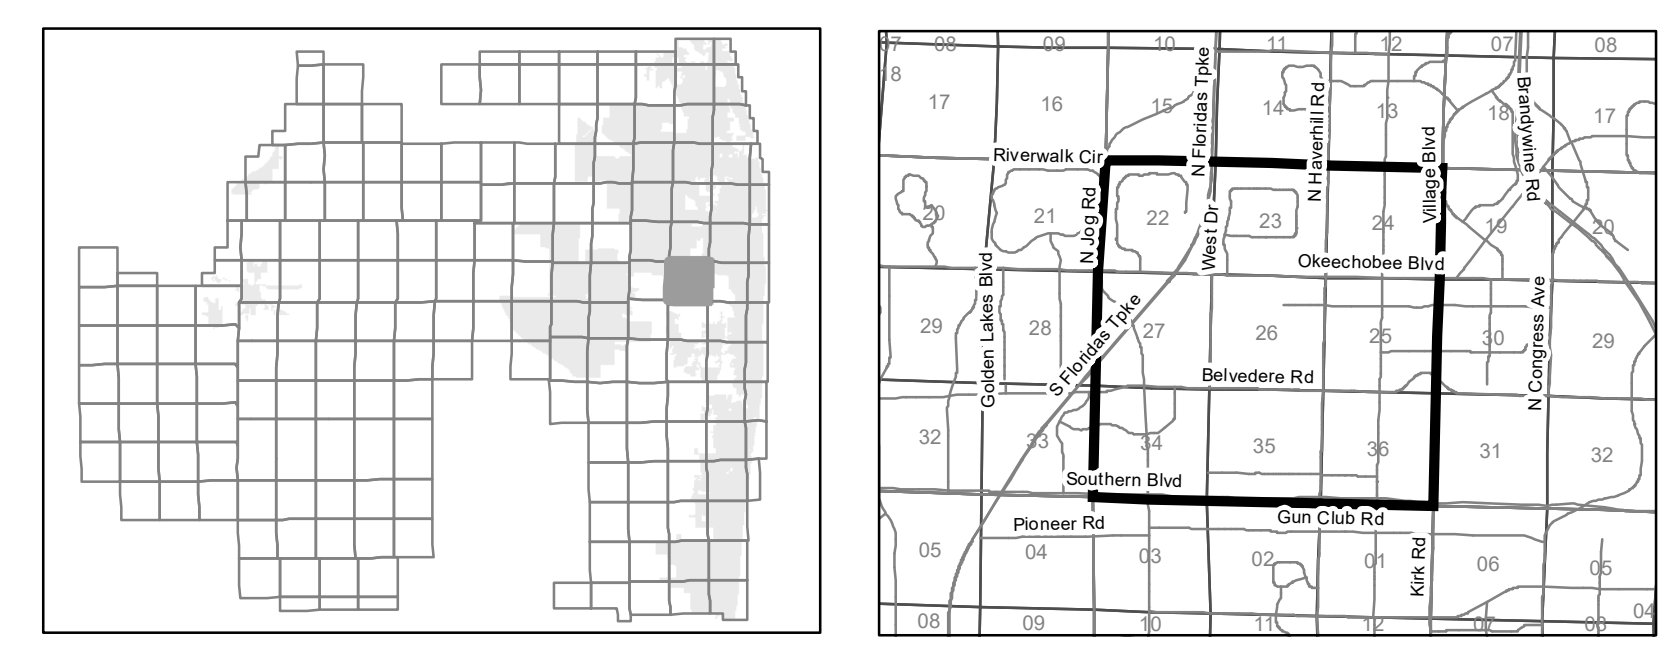 07 08 09 10 11 12 07 08
18
17 16 15 14 13 18 17
N Floridas Tpke
N Haverhill Rd
Village Blvd
Brandywine Rd
Riverwalk Cir
N Jog Rd
West Dr
20 21 22 23 24 19 20
Okeechobee Blvd
Golden Lakes Blvd
S Floridas Tpke
N Congress Ave
29 28 27 26 25 30 29
Belvedere Rd
32 33 34 35 36 31 32
Southern Blvd
Pioneer Rd
Gun Club Rd
Kirk Rd
05 04 03 02 01 06 05
04
08 09 10 11 12 07 08